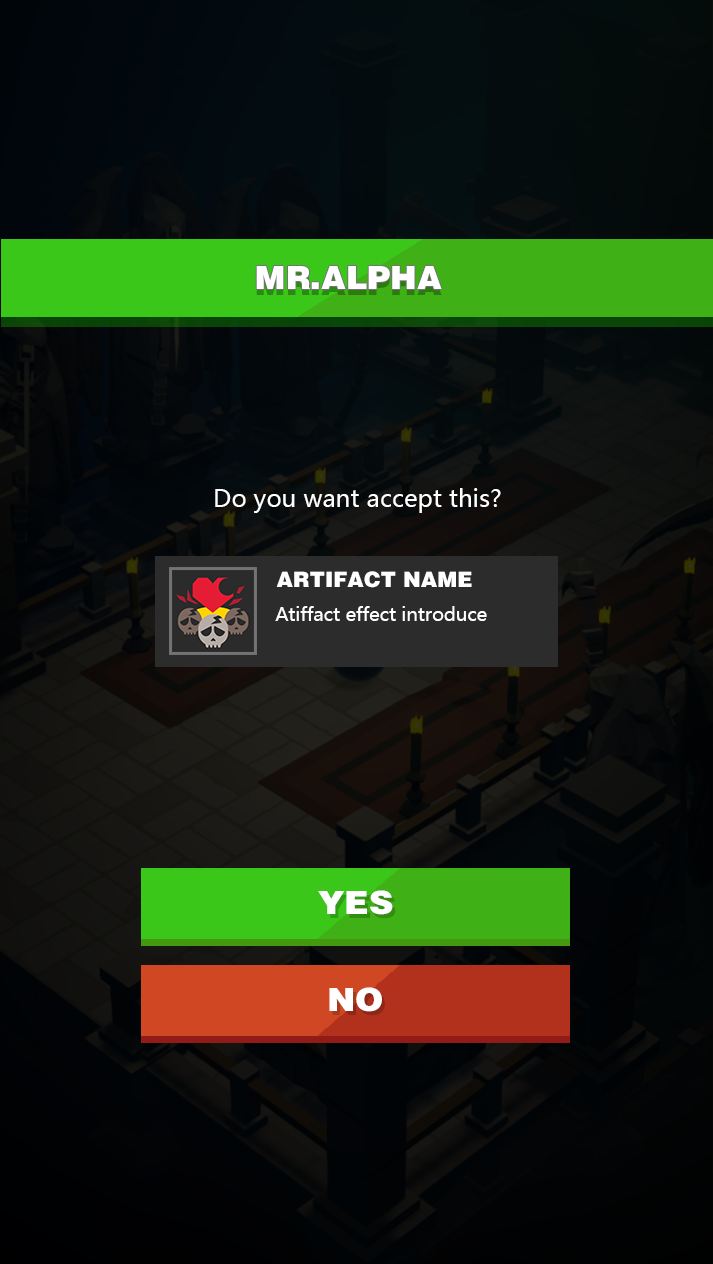 MR.ALPHA
Do you want accept this?
ARTIFACT NAME
Atiffact effect introduce
YES
NO